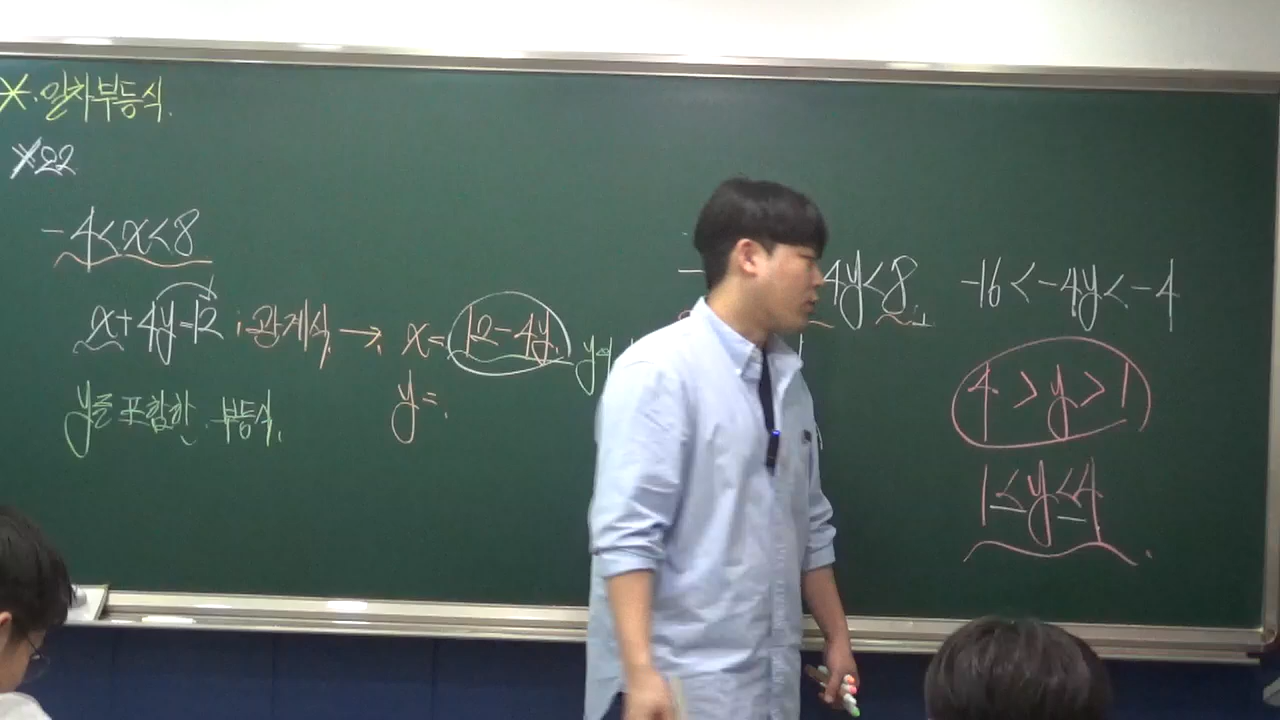 *. 일차부등식.
*22
-4<x<8
x+4y=12 : 관계식 → x=12-4y.
y를 포함한 부등식.
y=
4y<8
-16<-4y<-4
4>y>1
1≤y≤4